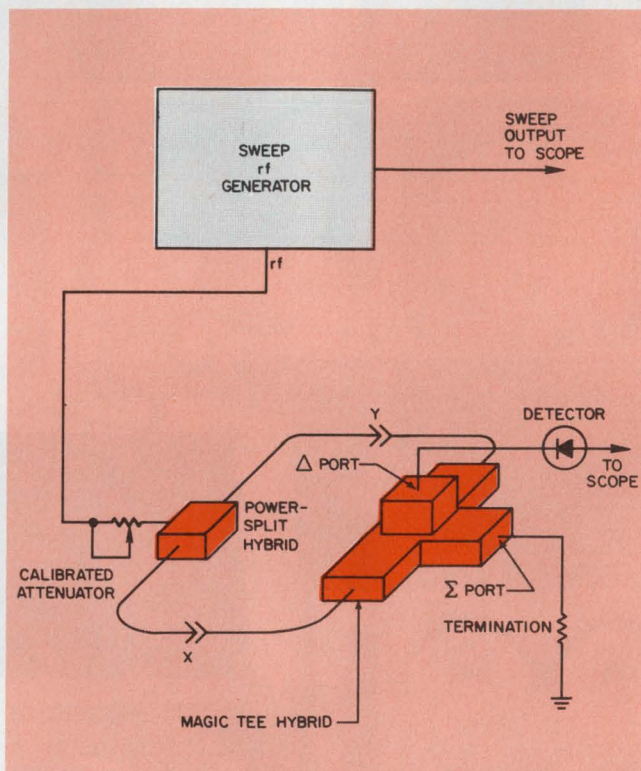 SWEEP
rf
GENERATOR
SWEEP
OUTPUT
TO SCOPE
rf
Y
DETECTOR
Δ PORT
TO
SCOPE
POWER-
SPLIT
HYBRID
CALIBRATED
ATTENUATOR
Σ PORT
X
TERMINATION
MAGIC TEE HYBRID